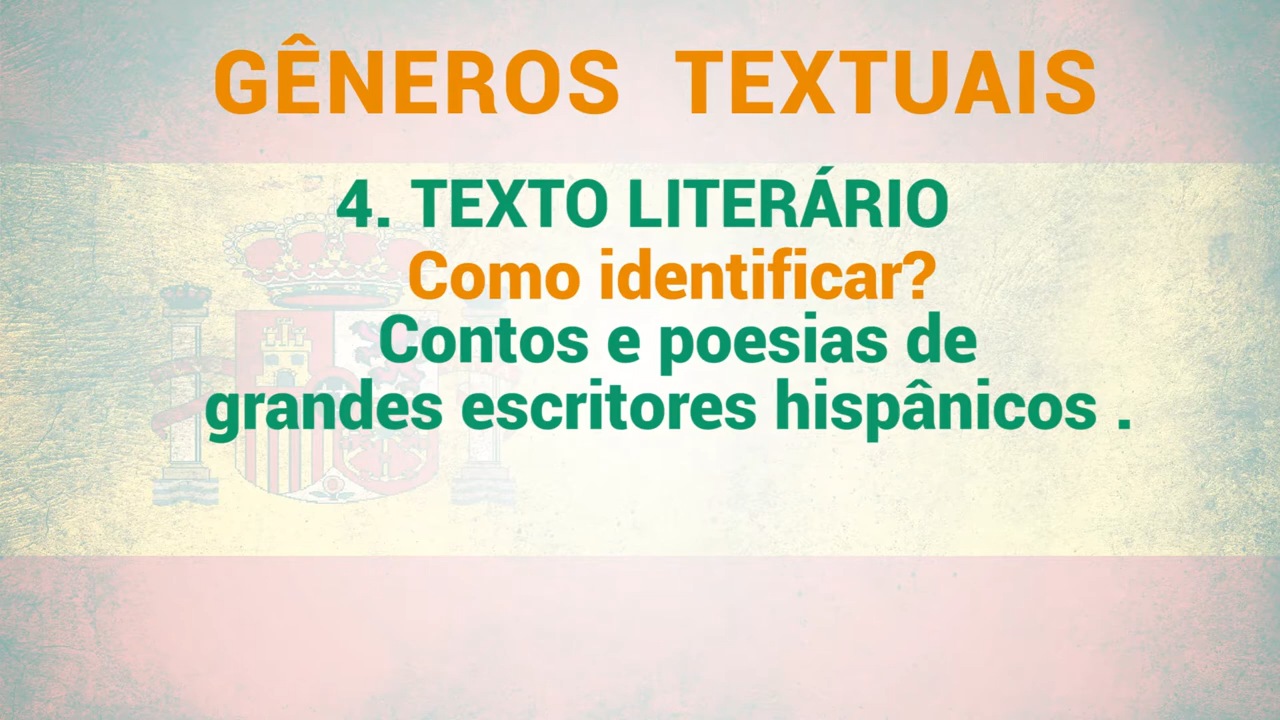 GÊNEROS TEXTUAIS
4. TEXTO LITERÁRIO
Como identificar?
Contos e poesias de
grandes escritores hispânicos .